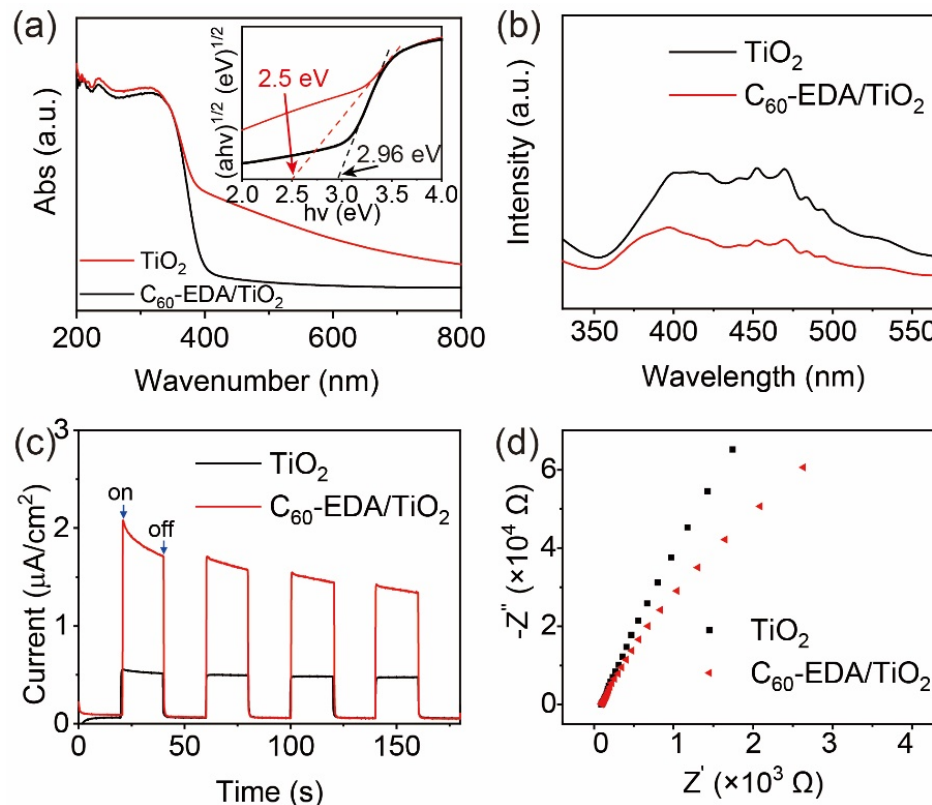 (a)
Abs (a.u.)
(ahv)1/2 (eV)1/2
2.5 eV
2.96 eV
2.0 2.5 3.0 3.5 4.0
hv (eV)
TiO2
C60-EDA/TiO2
200 400 600 800
Wavenumber (nm)
(b)
Intensity (a.u.)
TiO2
C60-EDA/TiO2
350 400 450 500 550
Wavelength (nm)
(c)
Current (μA/cm2)
3
2
1
0
on
off
TiO2
C60-EDA/TiO2
0 50 100 150
Time (s)
(d)
-Z" (×10⁴ Ω)
6
4
2
0
TiO2
C60-EDA/TiO2
0 1 2 3 4
Z' (×10³ Ω)